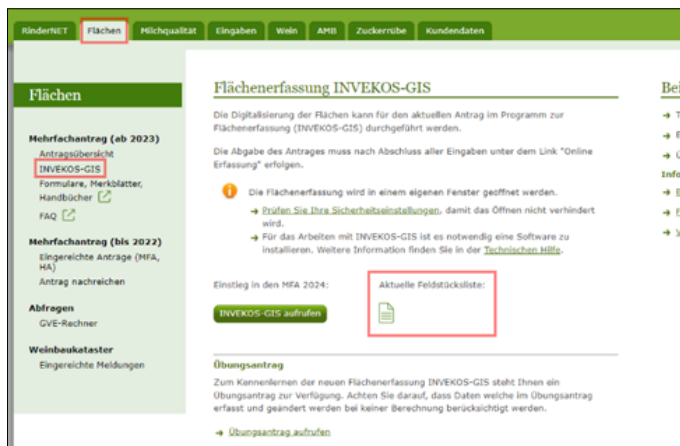 RinderNET Flächen Milchqualität Eingaben Wein AMB Zuckerrübe Kundendaten
Flächen
Mehrfachantrag (ab 2023)
Antragsübersicht
INVEKOS-GIS
Formulare, Merkblätter,
Handbücher
FAQ
Mehrfachantrag (bis 2022)
Eingereichte Anträge (MFA,
HA)
Antrag nachreichen
Abfragen
GVE-Rechner
Weinbaukataster
Eingereichte Meldungen
Flächenerfassung INVEKOS-GIS
Die Digitalisierung der Flächen kann für den aktuellen Antrag im Programm zur
Flächenerfassung (INVEKOS-GIS) durchgeführt werden.
Die Abgabe des Antrages muss nach Abschluss aller Eingaben unter dem Link "Online
Erfassung" erfolgen.
Die Flächenerfassung wird in einem eigenen Fenster geöffnet werden.
Prüfen Sie Ihre Sicherheitseinstellungen, damit das Öffnen nicht verhindert
wird.
Für das Arbeiten mit INVEKOS-GIS ist es notwendig eine Software zu
installieren. Weitere Information finden Sie in der Technischen Hilfe.
Einstieg in den MFA 2024:
Aktuelle Feldstücksliste:
INVEKOS-GIS aufrufen
Übungsantrag
Zum Kennenlernen der neuen Flächenerfassung INVEKOS-GIS steht Ihnen ein
Übungsantrag zur Verfügung. Achten Sie darauf, dass Daten welche im Übungsantrag
erfasst und geändert werden bei keiner Berechnung berücksichtigt werden.
Übungsantrag aufrufen
Bei
Info